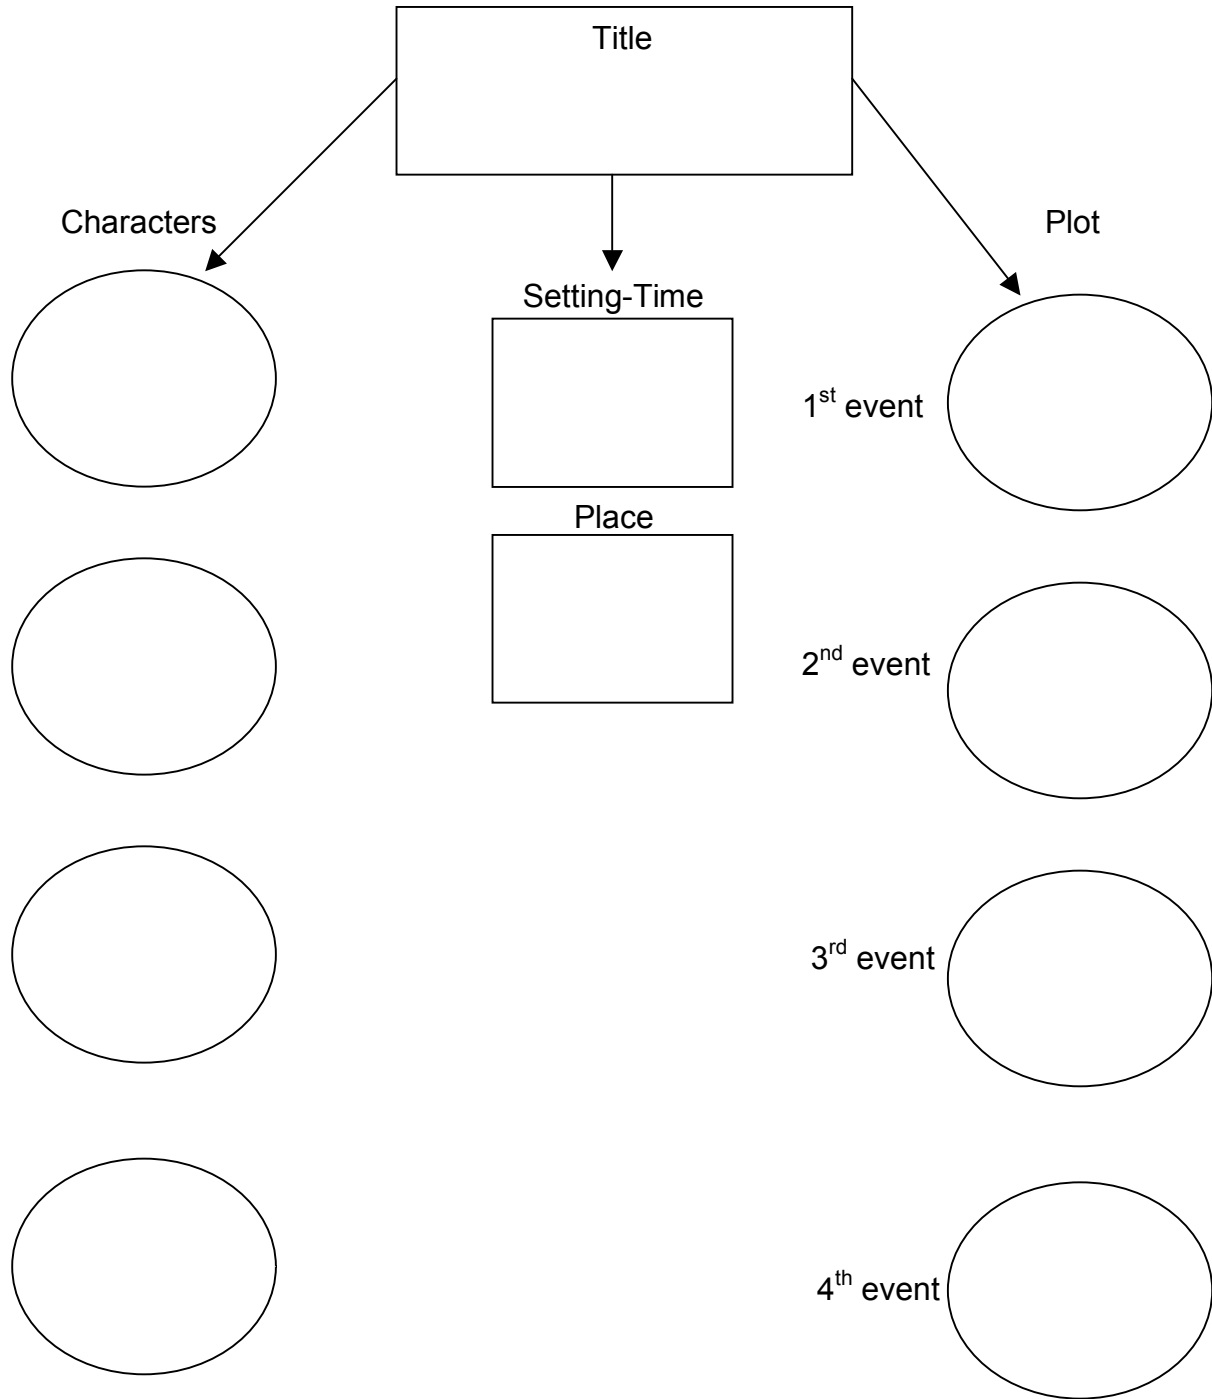 Title
Characters
Plot
Setting-Time
1st event
Place
2nd event
3rd event
4th event